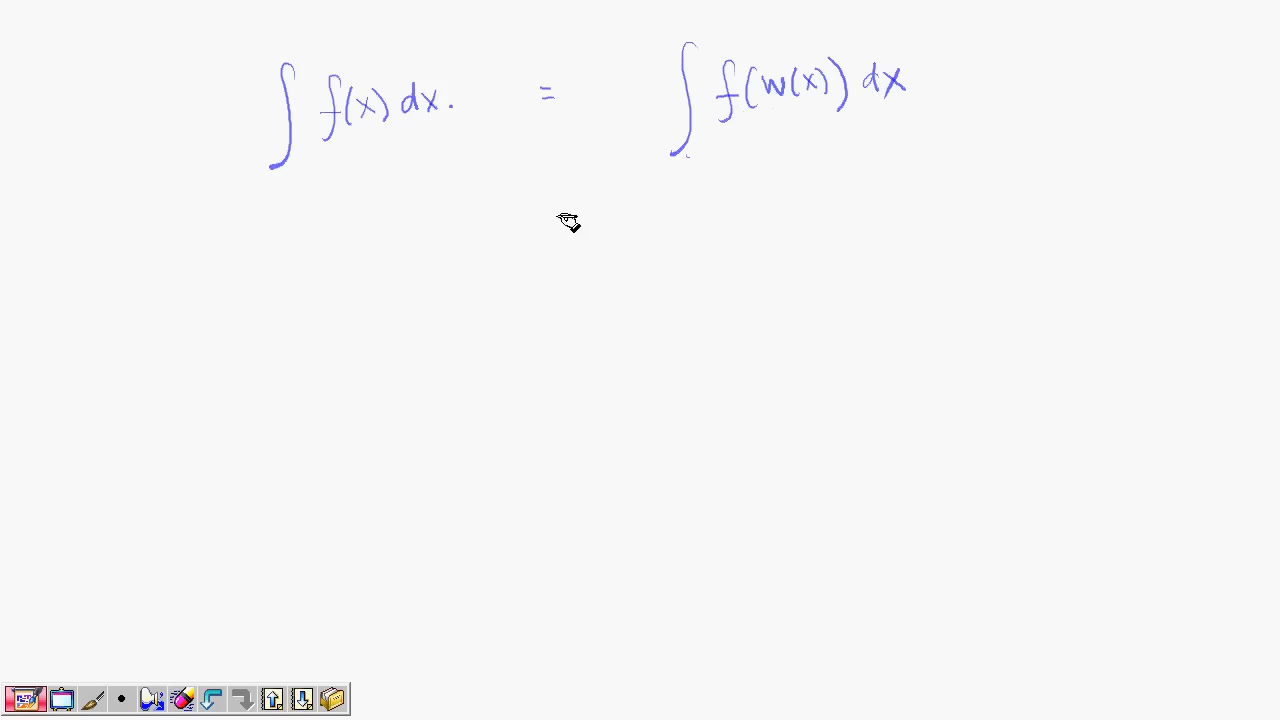 ∫ f(x) dx. = ∫ f(w(x)) dx